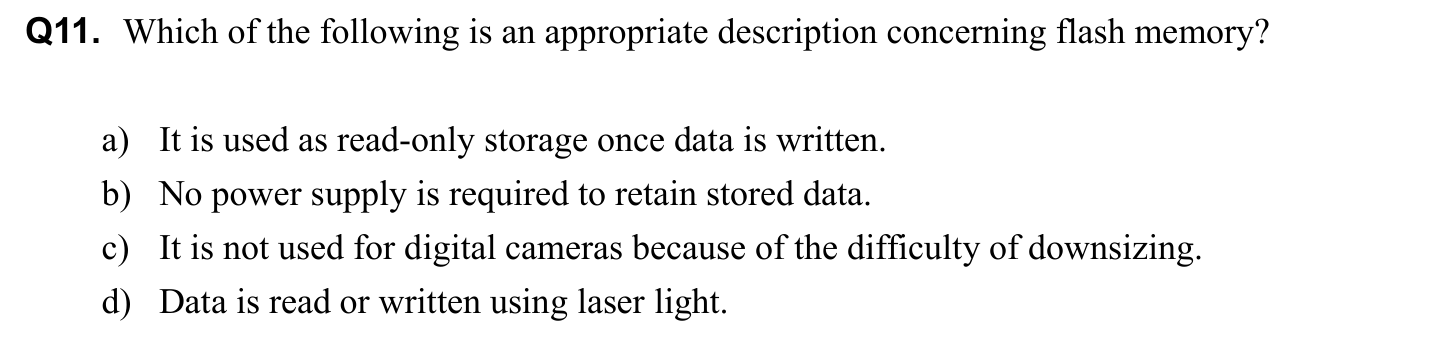 Q11. Which of the following is an appropriate description concerning flash memory?
a) It is used as read-only storage once data is written.
b) No power supply is required to retain stored data.
c) It is not used for digital cameras because of the difficulty of downsizing.
d) Data is read or written using laser light.